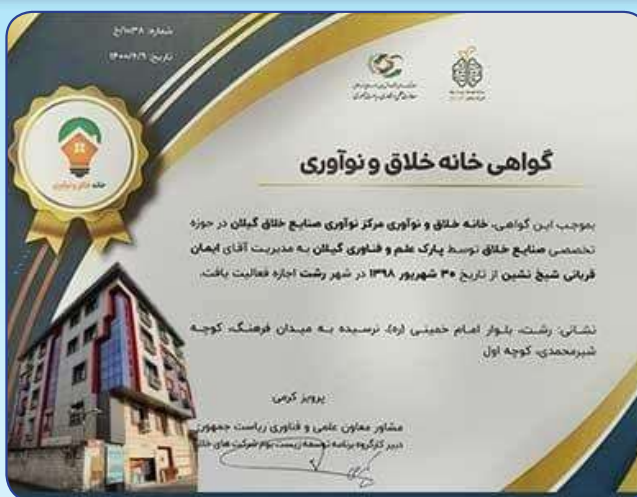 شماره: ۱۰۰۳۸/خ
تاریخ: ۱۴۰۰/۶/۹
خانه خلاق و نوآوری
گواهی خانه خلاق و نوآوری
بموجب این گواهی، خانه خلاق و نوآوری مرکز نوآوری صنایع خلاق گیلان در حوزه
تخصصی صنایع خلاق توسط پارک علم و فناوری گیلان به مدیریت آقای ایمان
قربانی شیخ نشین از تاریخ ۳۰ شهریور ۱۳۹۸ در شهر رشت اجازه فعالیت یافت.
نشانی: رشت، بلوار امام خمینی (ره)، نرسیده به میدان فرهنگ، کوچه
شیرمحمدی، کوچه اول
پرویز کرمی
مشاور معاون علمی و فناوری ریاست جمهوری
دبیر کارگروه برنامه توسعه زیست بوم شرکت های خلاق